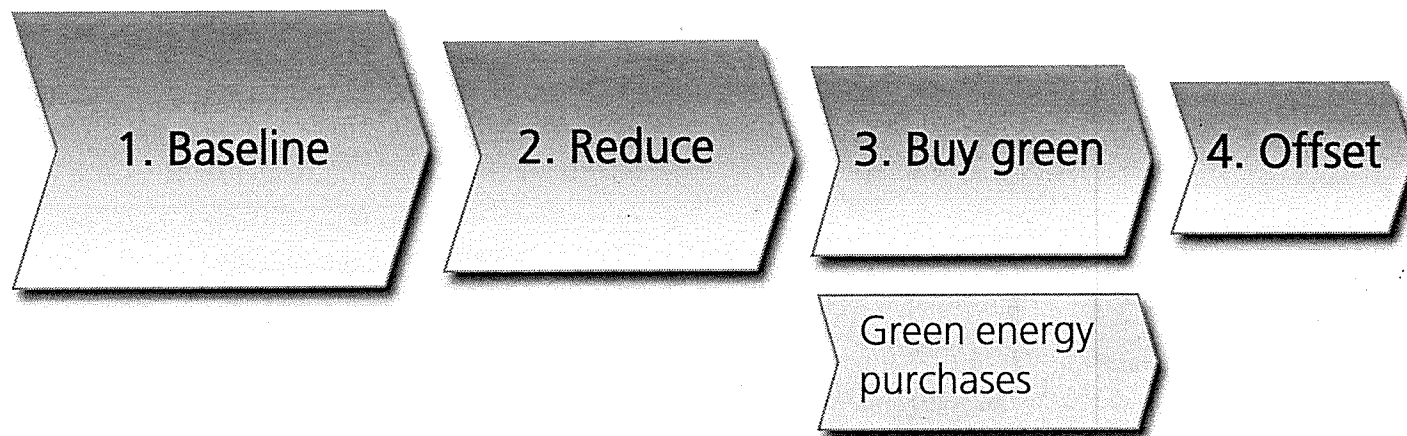 1. Baseline
2. Reduce
3. Buy green
4. Offset
Green energy
purchases